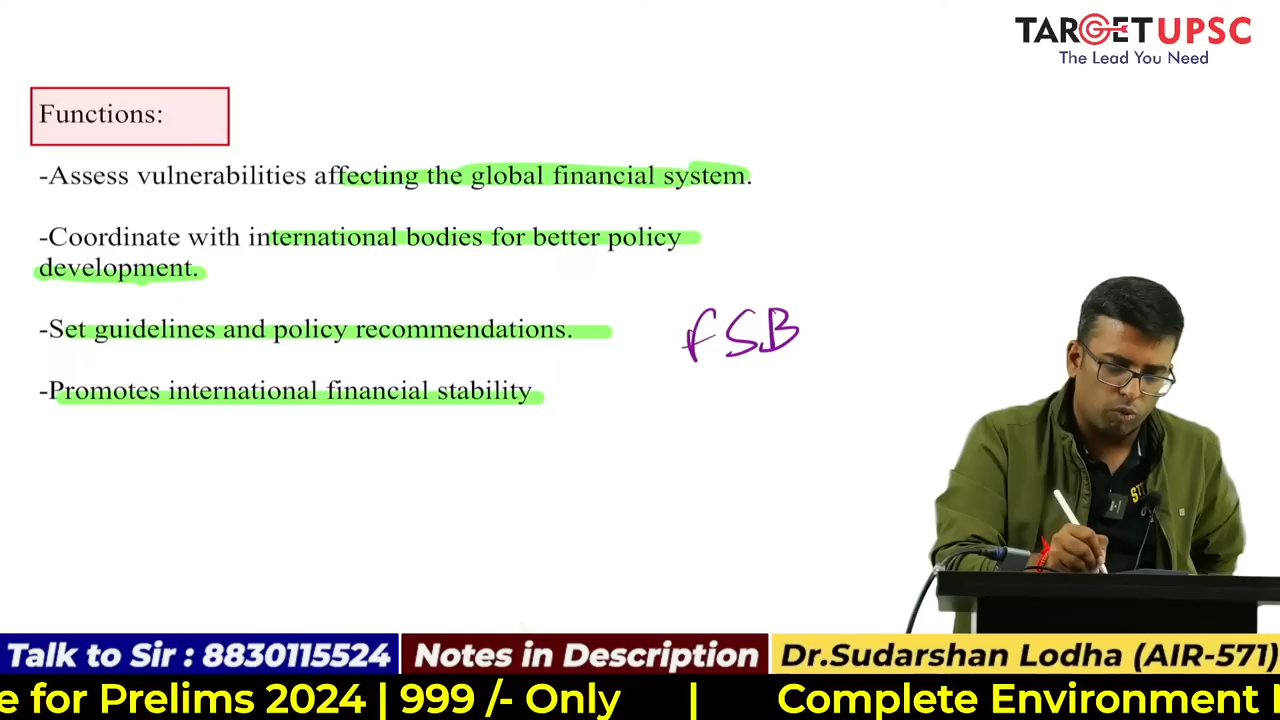 TARGET UPSC
The Lead You Need
Functions:
-Assess vulnerabilities affecting the global financial system.
-Coordinate with international bodies for better policy
development.
-Set guidelines and policy recommendations.
FSB
-Promotes international financial stability
Talk to Sir : 8830115524
Notes in Description
Dr.Sudarshan Lodha (AIR-571)
e for Prelims 2024 | 999 /- Only | Complete Environment